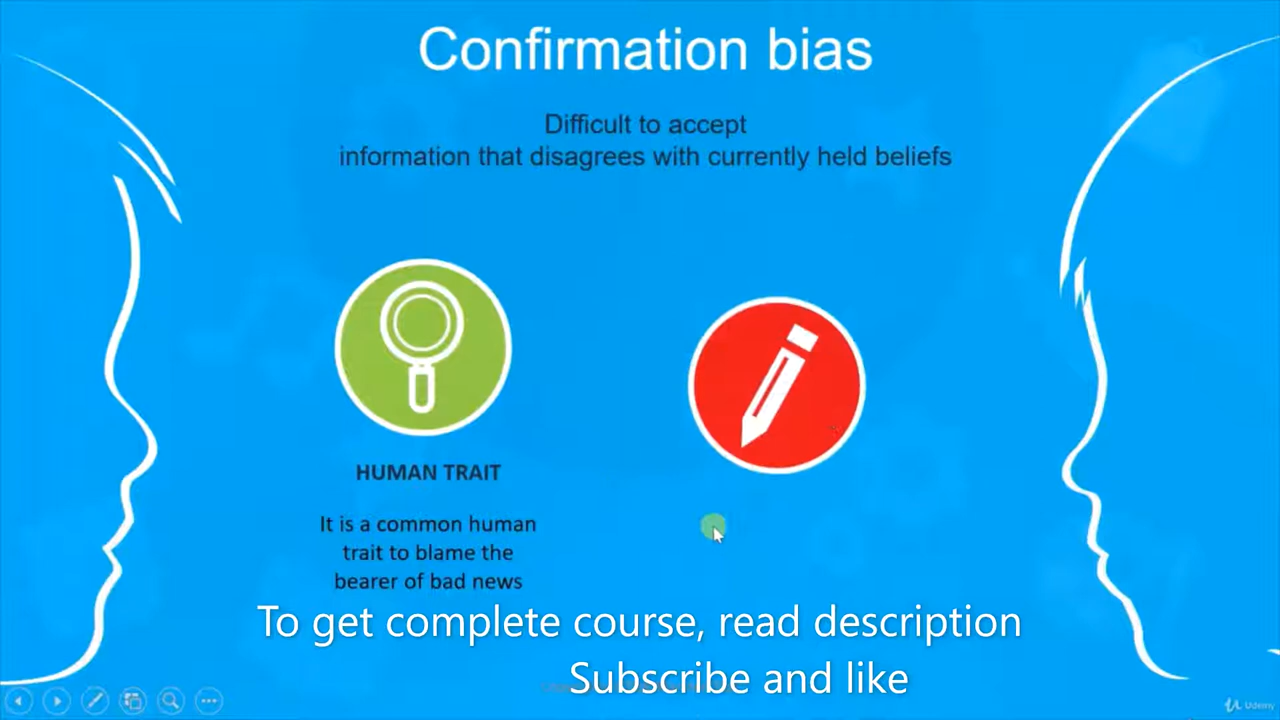 Confirmation bias
Difficult to accept
information that disagrees with currently held beliefs
HUMAN TRAIT
It is a common human
trait to blame the
bearer of bad news
To get complete course, read description
Subscribe and like
Udemy